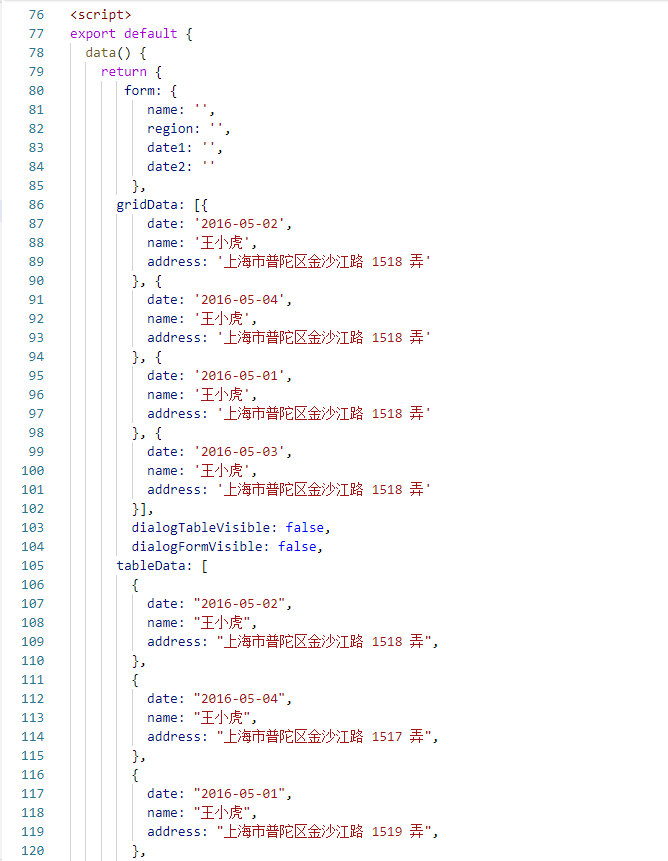 76 <script>
77 export default {
78   data() {
79     return {
80        form: {
81           name: '',
82           region: '',
83           date1: '',
84           date2: ''
85         },
86       gridData: [{
87           date: '2016-05-02',
88           name: '王小虎',
89           address: '上海市普陀区金沙江路 1518 弄'
90         }, {
91           date: '2016-05-04',
92           name: '王小虎',
93           address: '上海市普陀区金沙江路 1518 弄'
94         }, {
95           date: '2016-05-01',
96           name: '王小虎',
97           address: '上海市普陀区金沙江路 1518 弄'
98         }, {
99           date: '2016-05-03',
100           name: '王小虎',
101           address: '上海市普陀区金沙江路 1518 弄'
102         }],
103         dialogTableVisible: false,
104         dialogFormVisible: false,
105       tableData: [
106         {
107           date: "2016-05-02",
108           name: "王小虎",
109           address: "上海市普陀区金沙江路 1518 弄",
110         },
111         {
112           date: "2016-05-04",
113           name: "王小虎",
114           address: "上海市普陀区金沙江路 1517 弄",
115         },
116         {
117           date: "2016-05-01",
118           name: "王小虎",
119           address: "上海市普陀区金沙江路 1519 弄",
120         },